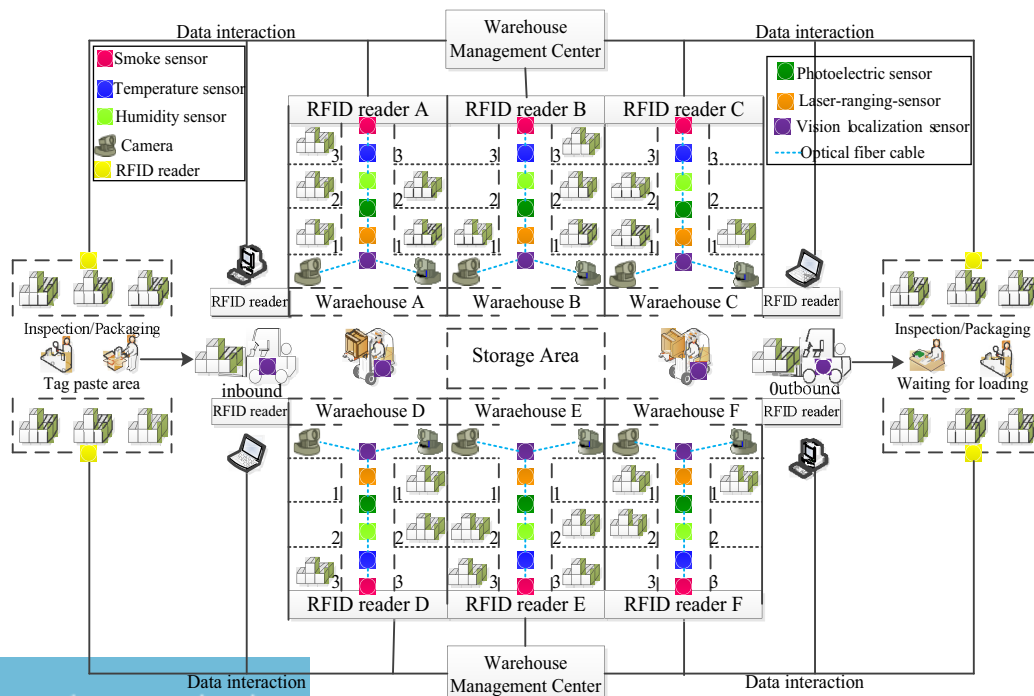 Data interaction
Warehouse
Management Center
Data interaction
Smoke sensor
Temperature sensor
Humidity sensor
Camera
RFID reader
Photoelectric sensor
Laser-ranging-sensor
Vision localization sensor
Optical fiber cable
RFID reader A
RFID reader B
RFID reader C
3 3 3 3 3 3
2 2 2 2 2
1 1 1 1 1 1
RFID reader
Waraehouse A
Waraehouse B
Waraehouse C
RFID reader
Inspection/Packaging
Tag paste area
inbound
Storage Area
0utbound
Inspection/Packaging
Waiting for loading
RFID reader
Waraehouse D
Waraehouse E
Waraehouse F
RFID reader
1 1 1 1 1 1
2 2 2 2 2 2
3 3 3 3 3 3
RFID reader D
RFID reader E
RFID reader F
Data interaction
Warehouse
Management Center
Data interaction